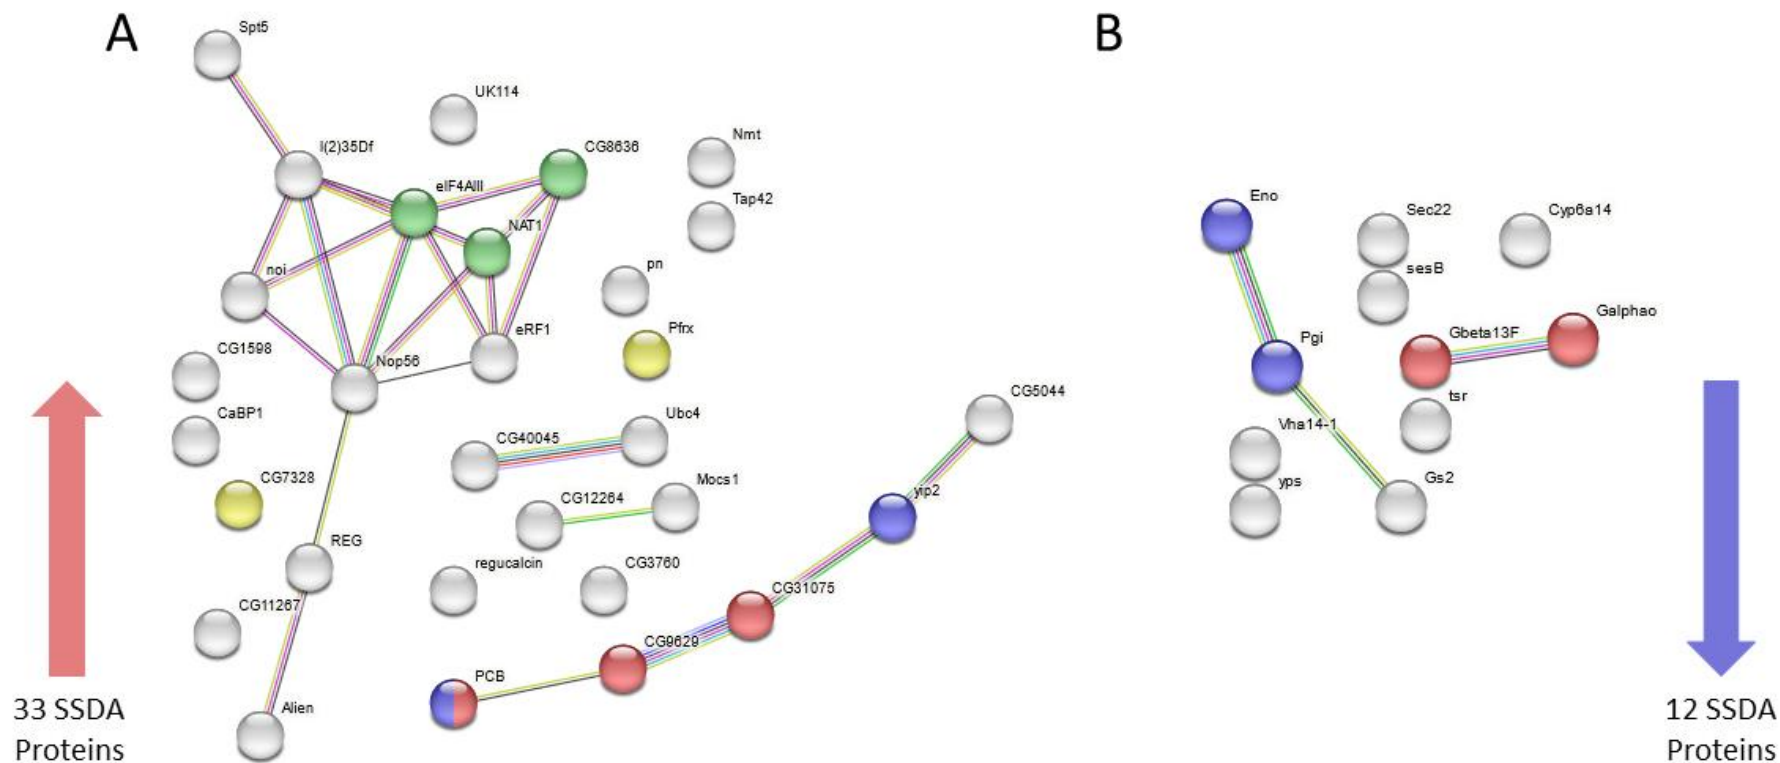 A
Spt5
UK114
l(2)35Df
CG8636
Nmt
eIF4AIII
NAT1
Tap42
noi
pn
eRF1
Pfrx
CG1598
Nop56
CaBP1
Ubc4
CG40045
CG5044
CG7328
CG12264
Mocs1
yip2
REG
regucalcin
CG3760
CG31075
CG11267
CG9629
PCB
Alien
33 SSDA
Proteins
B
Eno
Sec22
Cyp6a14
sesB
Galphao
Pgi
Gbeta13F
tsr
Vha14-1
yps
Gs2
12 SSDA
Proteins